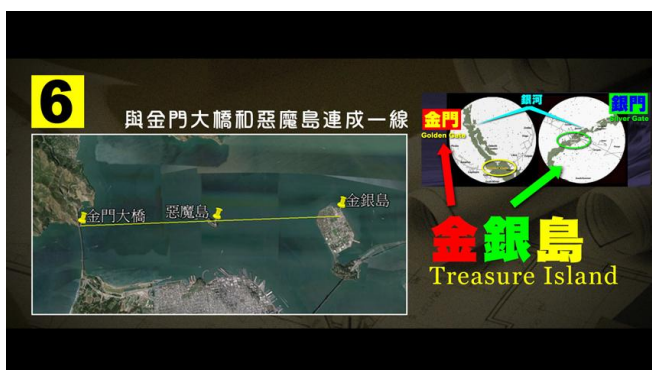 6
與金門大橋和惡魔島連成一線
金門大橋
惡魔島
金銀島
銀河
金門
Golden Gate
銀門
Silver Gate
金銀島
Treasure Island